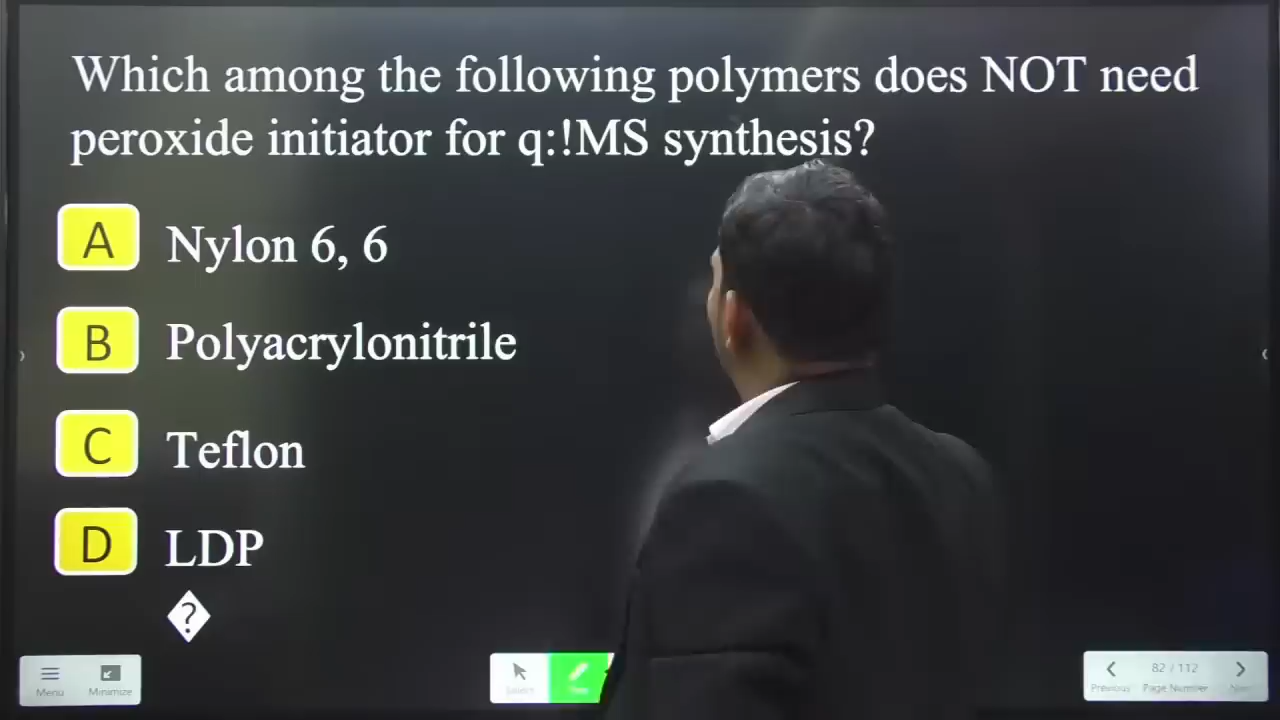 Which among the following polymers does NOT need
peroxide initiator for q:!MS synthesis?
A Nylon 6, 6
B Polyacrylonitrile
C Teflon
D LDP
�
Menu
Minimize
Select
82 / 112
Previous
Page Number